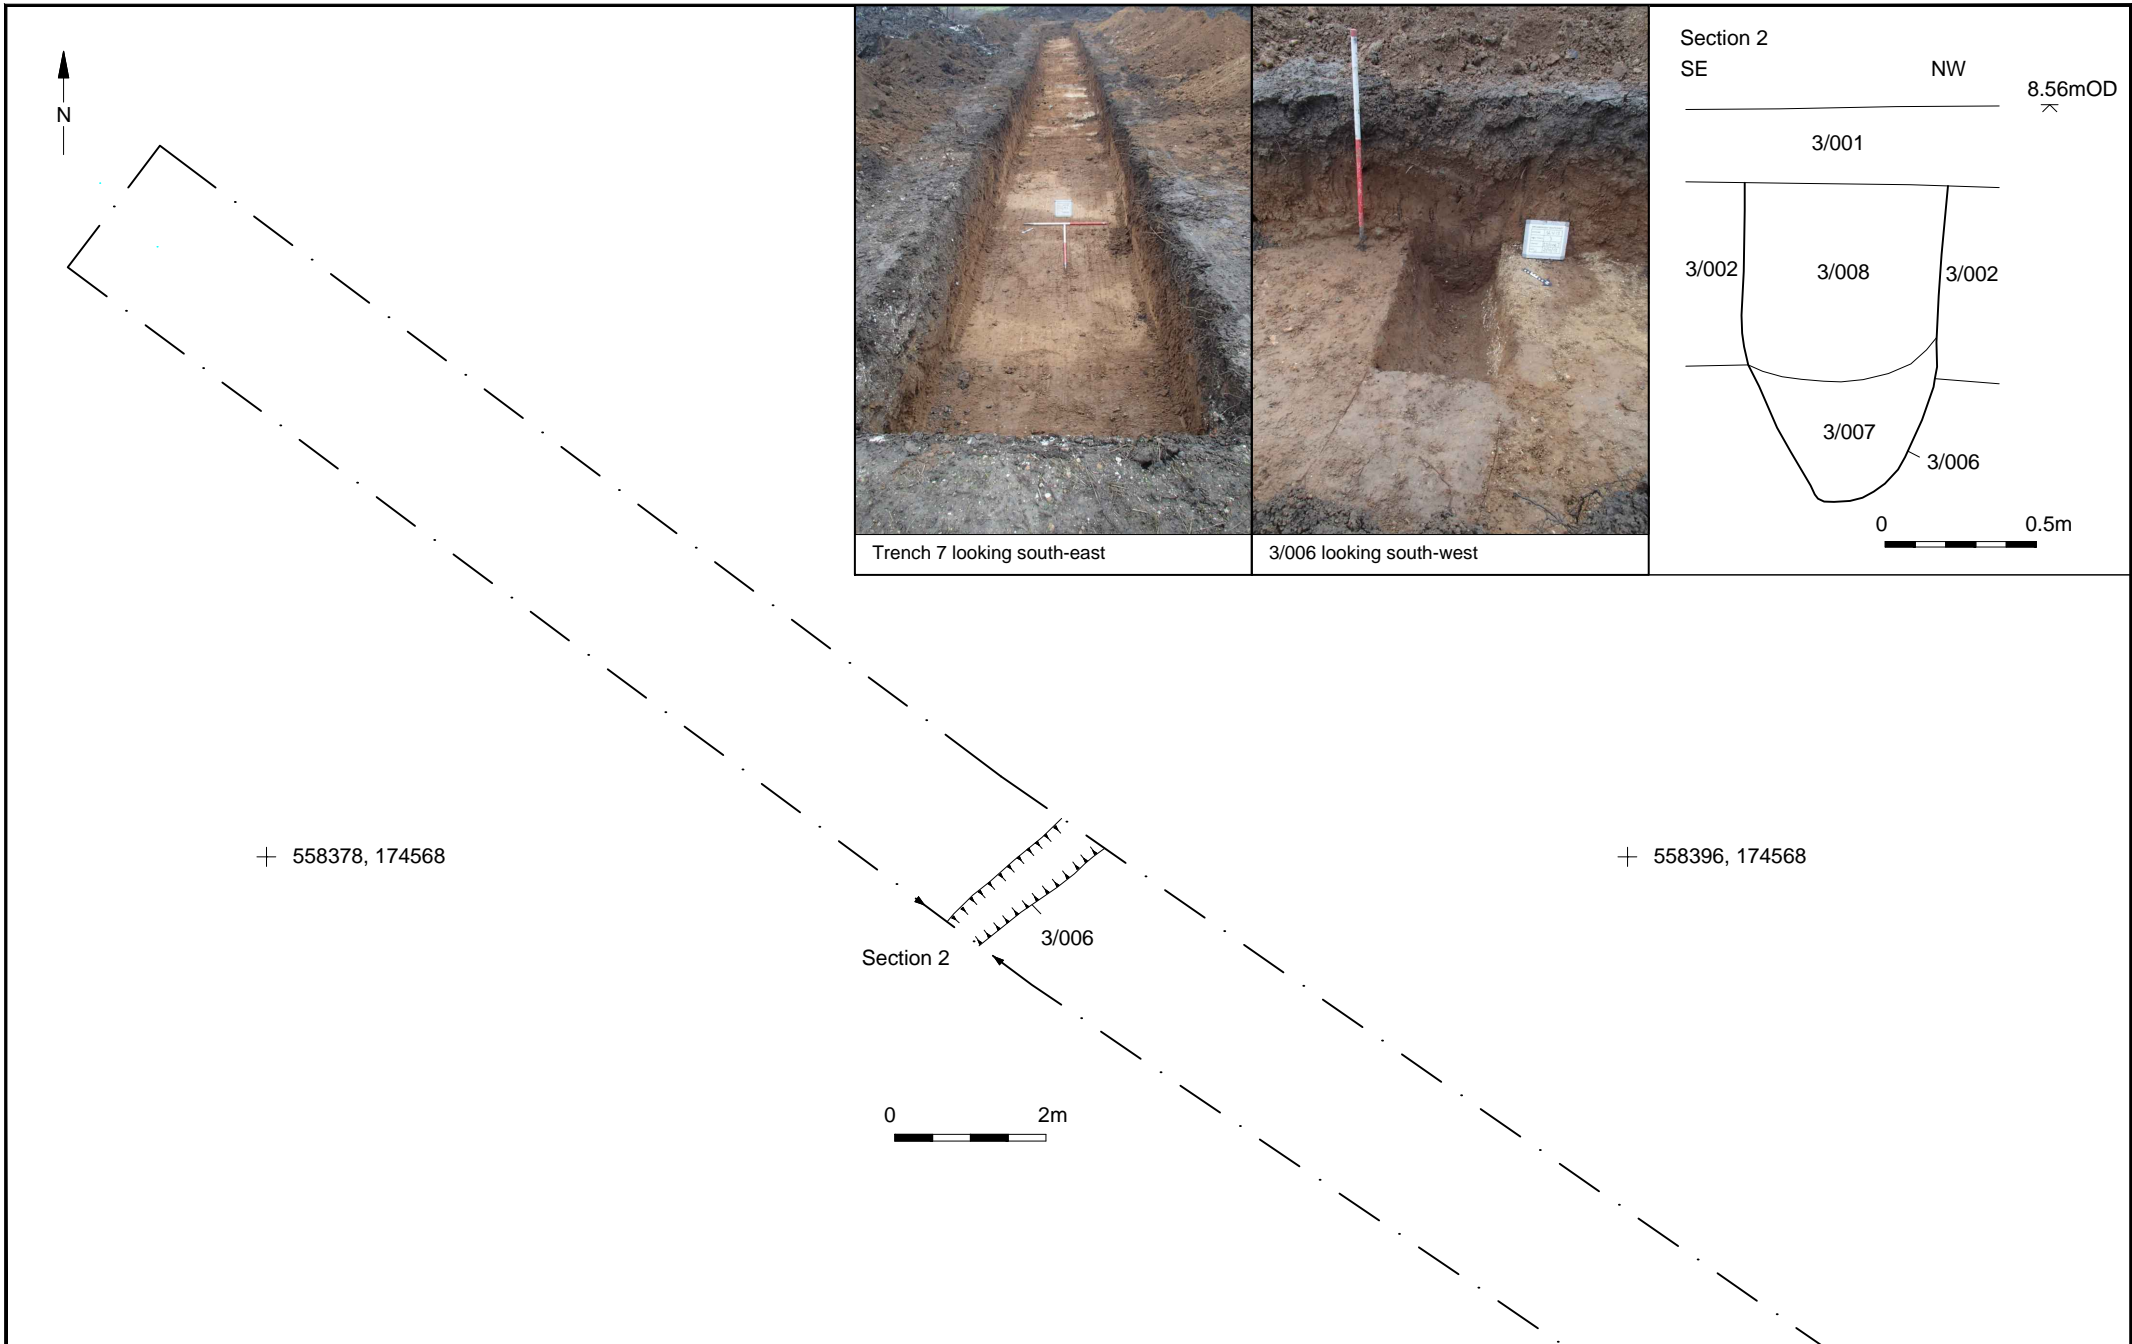 N
Trench 7 looking south-east
3/006 looking south-west
Section 2
SE NW
8.56mOD
3/001
3/002 3/008 3/002
3/007
3/006
0 0.5m
558378, 174568
558396, 174568
3/006
Section 2
0 2m